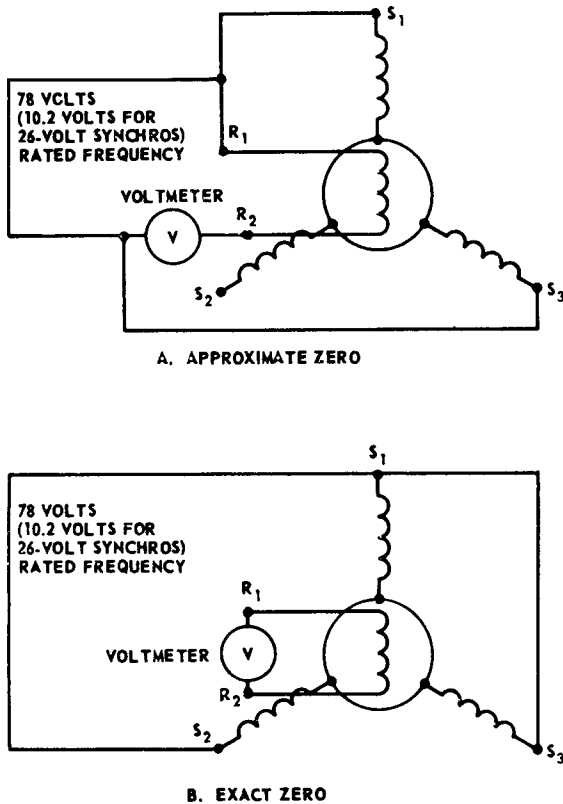 S1
78 VOLTS
(10.2 VOLTS FOR
26-VOLT SYNCHROS)
RATED FREQUENCY
R1
VOLTMETER
R2
V
S2
S3
A. APPROXIMATE ZERO
S1
78 VOLTS
(10.2 VOLTS FOR
26-VOLT SYNCHROS)
RATED FREQUENCY
R1
VOLTMETER
V
R2
S2
S3
B. EXACT ZERO